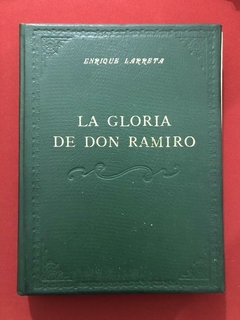 ENRIQUE LARRETA
LA GLORIA
DE DON RAMIRO